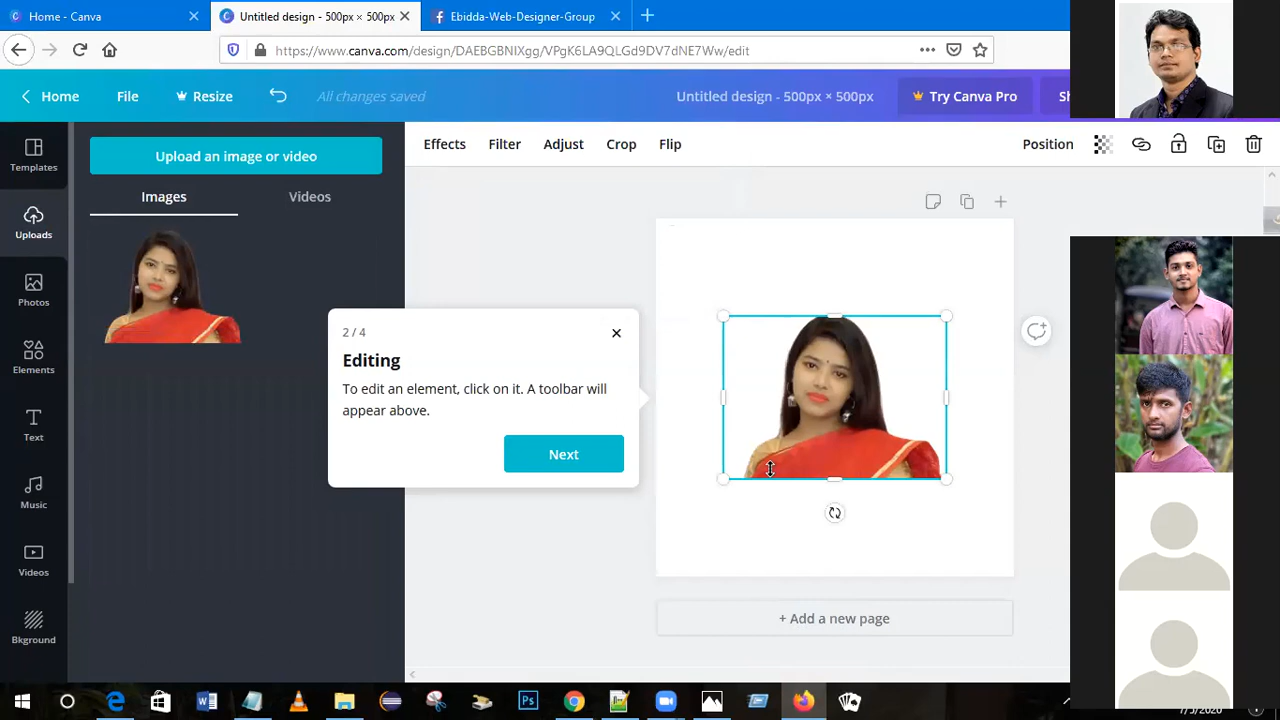 Home - Canva
Untitled design - 500px × 500px
Ebidda-Web-Designer-Group
https://www.canva.com/design/DAEBGBNIXgg/VPgK6LA9QLGd9DV7dNE7Ww/edit
Home
File
Resize
All changes saved
Untitled design - 500px × 500px
Try Canva Pro
Templates
Uploads
Photos
Elements
Text
Music
Videos
Bkground
Upload an image or video
Images
Videos
Effects
Filter
Adjust
Crop
Flip
Position
2 / 4
Editing
To edit an element, click on it. A toolbar will
appear above.
Next
+ Add a new page